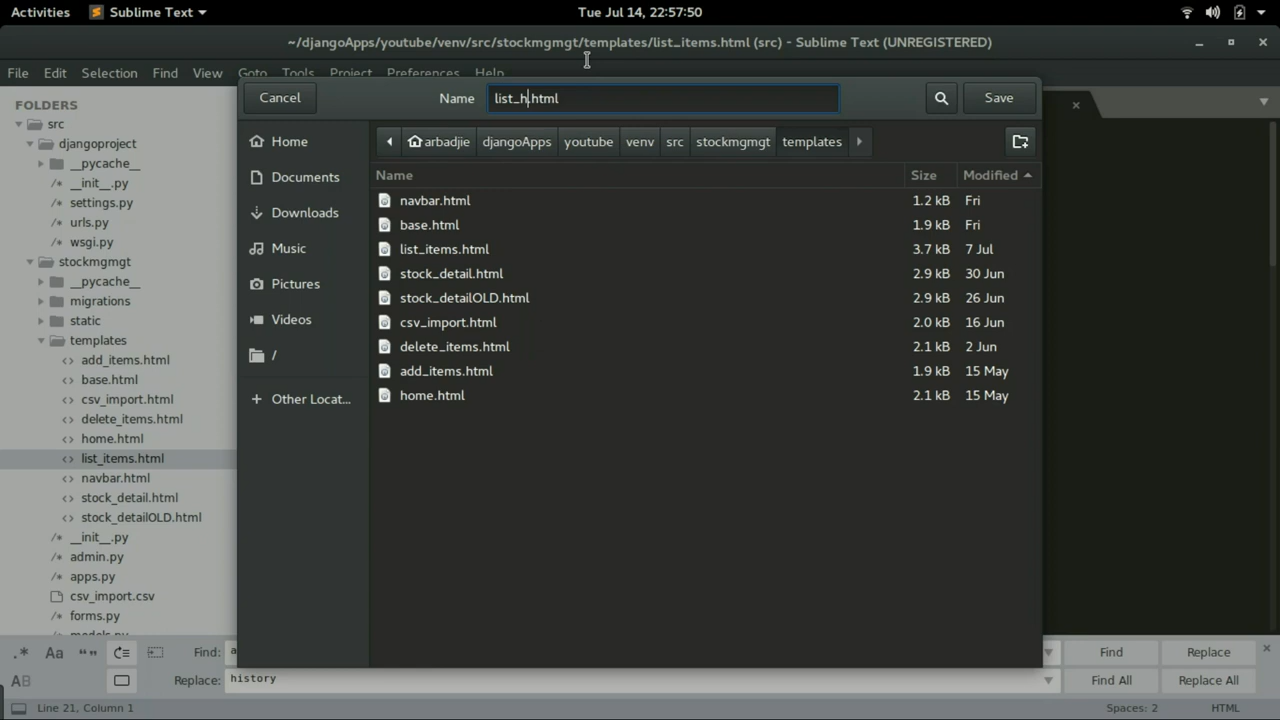 Activities Sublime Text Tue Jul 14, 22:57:50
~/djangoApps/youtube/venv/src/stockmgmgt/templates/list_items.html (src) - Sublime Text (UNREGISTERED)
File Edit Selection Find View Goto Tools Project Preferences Help
Cancel Name list_h.html Save
FOLDERS
src
djangoproject
__pycache__
__init__.py
settings.py
urls.py
wsgi.py
stockmgmgt
__pycache__
migrations
static
templates
add_items.html
base.html
csv_import.html
delete_items.html
home.html
list_items.html
navbar.html
stock_detail.html
stock_detailOLD.html
__init__.py
admin.py
apps.py
csv_import.csv
forms.py
models.py
Home
Documents
Downloads
Music
Pictures
Videos
/
+ Other Locat...
arbadjie djangoApps youtube venv src stockmgmgt templates
Name Size Modified
navbar.html 1.2 kB Fri
base.html 1.9 kB Fri
list_items.html 3.7 kB 7 Jul
stock_detail.html 2.9 kB 30 Jun
stock_detailOLD.html 2.9 kB 26 Jun
csv_import.html 2.0 kB 16 Jun
delete_items.html 2.1 kB 2 Jun
add_items.html 1.9 kB 15 May
home.html 2.1 kB 15 May
.* Aa “” Find: Find Replace
AB Replace: history Find All Replace All
Line 21, Column 1 Spaces: 2 HTML